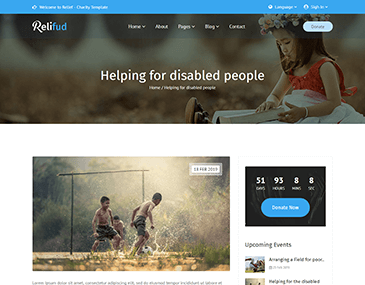 Welcome to Relief - Charity Template
Language
Sign In
Relifud
Home
About
Pages
Blog
Contact
Donate
Helping for disabled people
Home / Helping for disabled people
18 FEB 2019
51 93 8 8
DAYS HOURS MINS SEC
Donate Now
Upcoming Events
Arranging a field for poor,
Helping for the disabled
Lorem ipsum dolor sit amet, consectetur adipiscing elit, sed do eiusmod tempor incididunt ut labore et